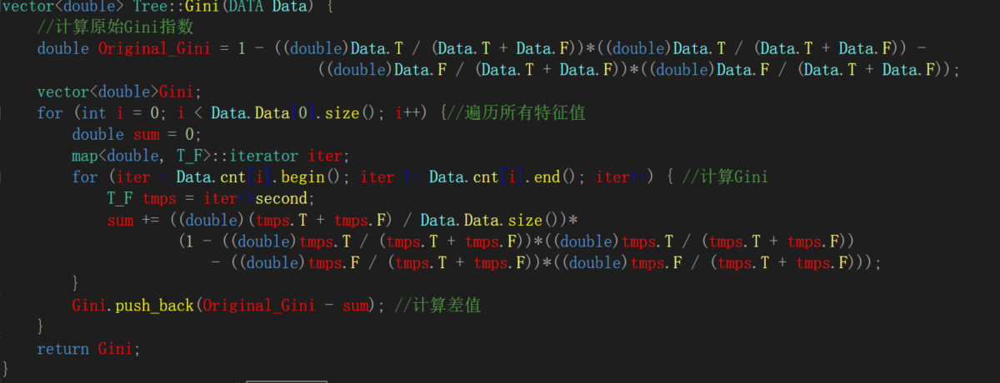 vector<double> Tree::Gini(DATA Data) {
//计算原始Gini指数
double Original_Gini = 1 - ((double)Data.T / (Data.T + Data.F))*((double)Data.T / (Data.T + Data.F)) -
((double)Data.F / (Data.T + Data.F))*((double)Data.F / (Data.T + Data.F));
vector<double>Gini;
for (int i = 0; i < Data.Data[0].size(); i++) {//遍历所有特征值
double sum = 0;
map<double, T_F>::iterator iter;
for (iter = Data.cnt[i].begin(); iter != Data.cnt[i].end(); iter++) { //计算Gini
T_F tmps = iter->second;
sum += ((double)(tmps.T + tmps.F) / Data.Data.size())*
(1 - ((double)tmps.T / (tmps.T + tmps.F))*((double)tmps.T / (tmps.T + tmps.F))
- ((double)tmps.F / (tmps.T + tmps.F))*((double)tmps.F / (tmps.T + tmps.F)));
}
Gini.push_back(Original_Gini - sum); //计算差值
}
return Gini;
}